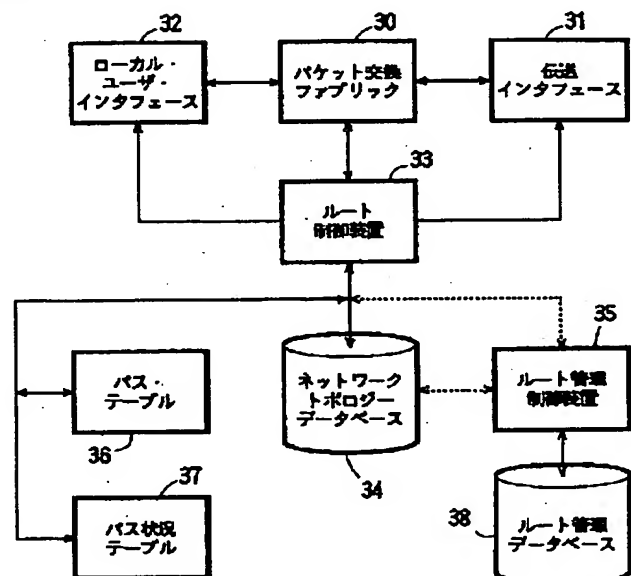 32
30
31
ローカル・
ユーザ・
インタフェース
パケット交換
ファブリック
伝送
インタフェース
33
ルート
制御装置
35
パス・
テーブル
ネットワーク
トポロジー
データベース
ルート管理
制御装置
36
37
34
パス状況
テーブル
38
ルート管理
データベース